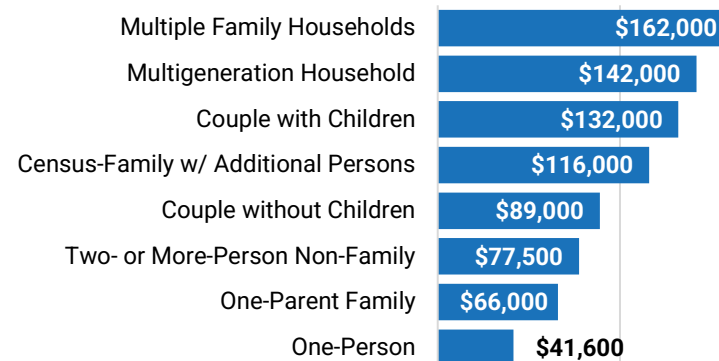 Multiple Family Households $162,000
Multigeneration Household $142,000
Couple with Children $132,000
Census-Family w/ Additional Persons $116,000
Couple without Children $89,000
Two- or More-Person Non-Family $77,500
One-Parent Family $66,000
One-Person $41,600